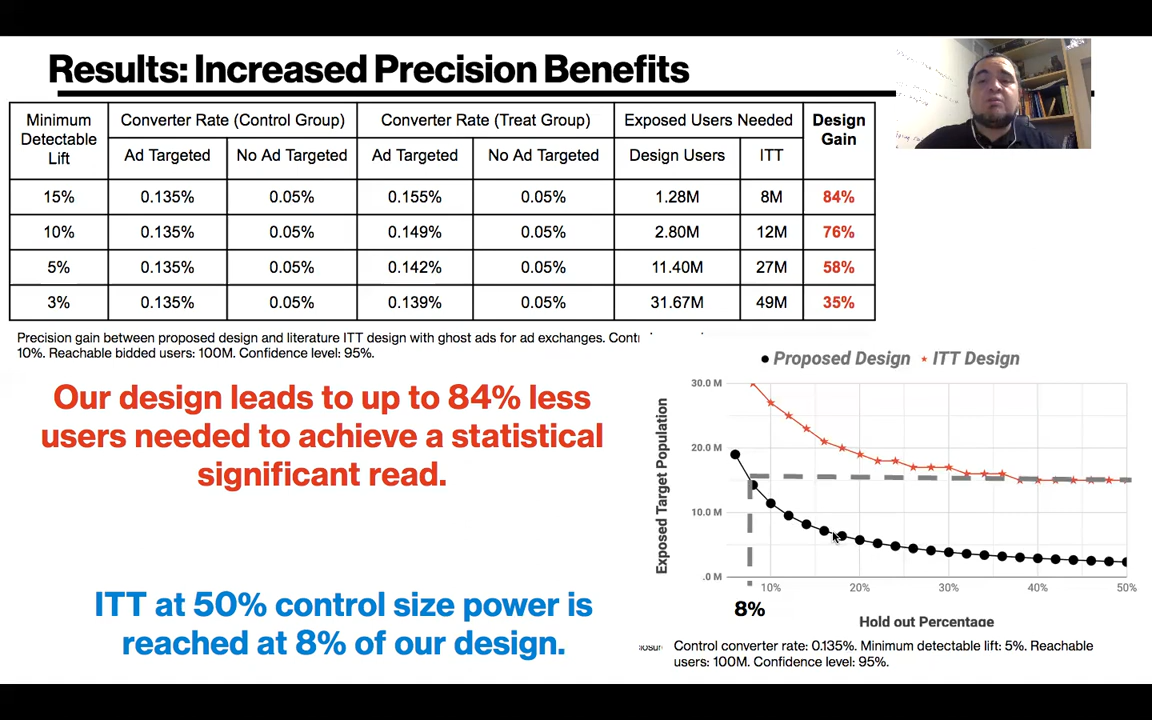 Results: Increased Precision Benefits
Minimum Detectable Lift
Converter Rate (Control Group)
Converter Rate (Treat Group)
Exposed Users Needed
Design Gain
Ad Targeted
No Ad Targeted
Ad Targeted
No Ad Targeted
Design Users
ITT
15% 0.135% 0.05% 0.155% 0.05% 1.28M 8M 84%
10% 0.135% 0.05% 0.149% 0.05% 2.80M 12M 76%
5% 0.135% 0.05% 0.142% 0.05% 11.40M 27M 58%
3% 0.135% 0.05% 0.139% 0.05% 31.67M 49M 35%
Precision gain between proposed design and literature ITT design with ghost ads for ad exchanges.
10%. Reachable bidded users: 100M. Confidence level: 95%.
Our design leads to up to 84% less
users needed to achieve a statistical
significant read.
ITT at 50% control size power is
reached at 8% of our design.
Proposed Design ITT Design
Exposed Target Population
30.0 M
20.0 M
10.0 M
.0 M
10% 20% 30% 40% 50%
8%
Hold out Percentage
Control converter rate: 0.135%. Minimum detectable lift: 5%. Reachable
users: 100M. Confidence level: 95%.